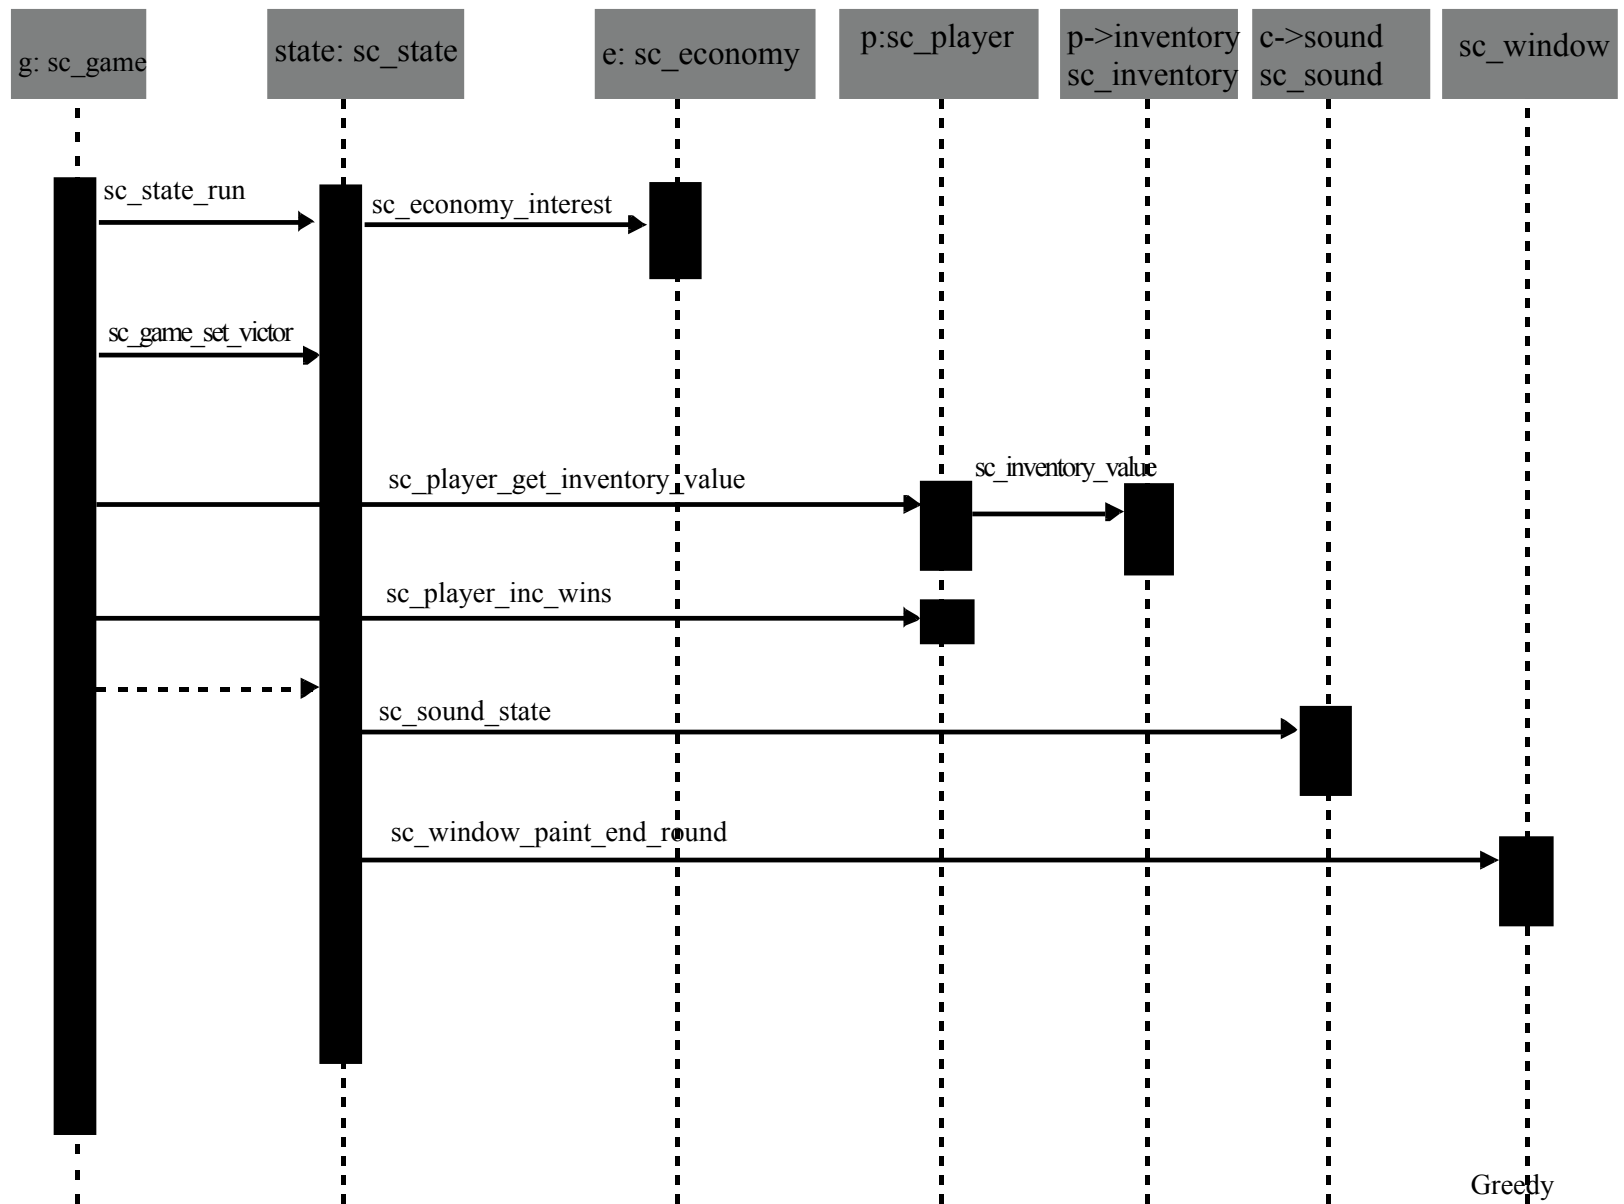 g: sc_game
state: sc_state
e: sc_economy
p:sc_player
p->inventory
sc_inventory
c->sound
sc_sound
sc_window
sc_state_run
sc_economy_interest
sc_game_set_victor
sc_player_get_inventory_value
sc_inventory_value
sc_player_inc_wins
sc_sound_state
sc_window_paint_end_round
Greedy